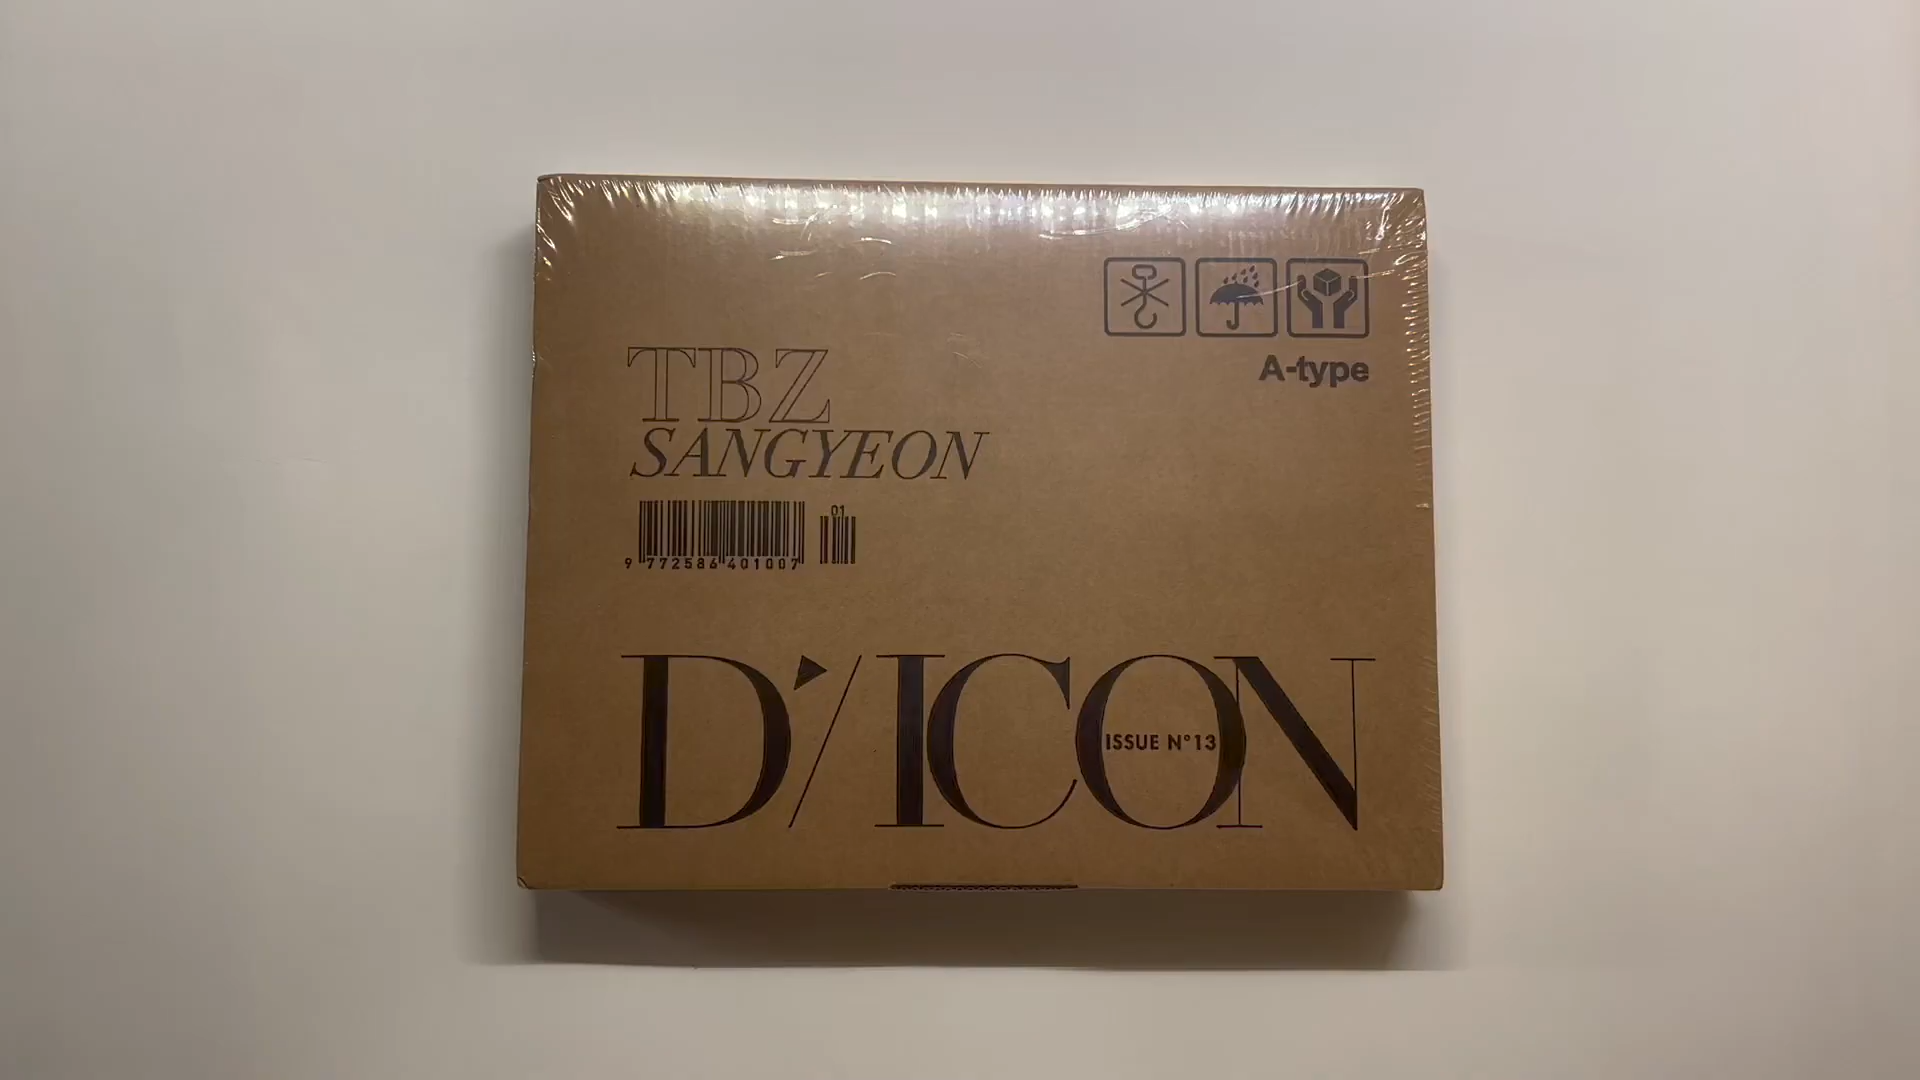 A-type
TBZ
SANGYEON
01
9 772586 401007
D'/ICON
ISSUE N°13